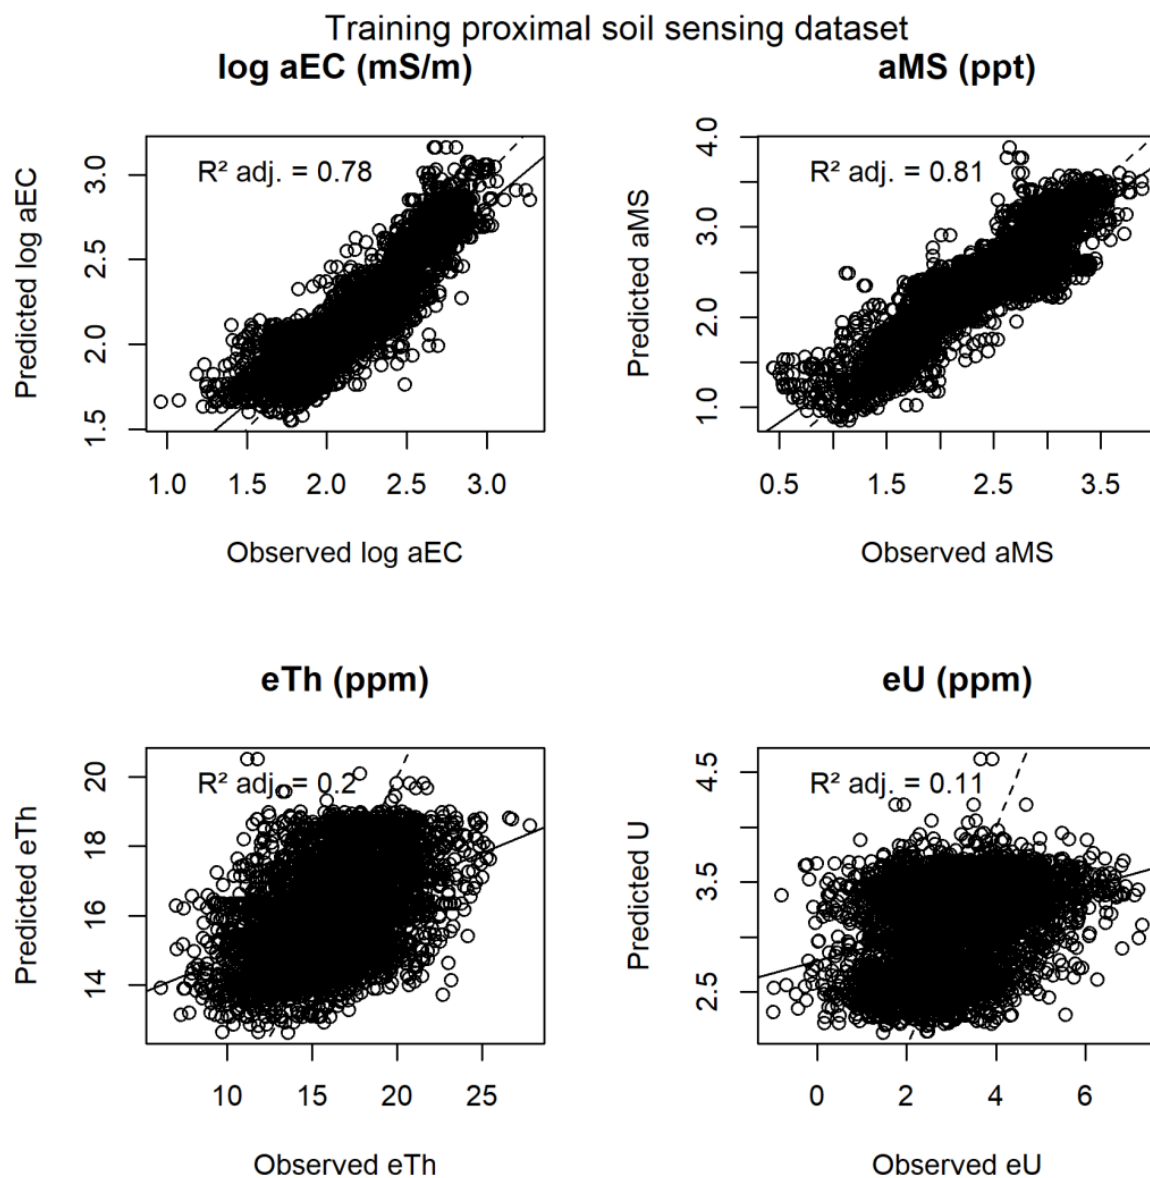 Training proximal soil sensing dataset
log aEC (mS/m)
R² adj. = 0.78
Predicted log aEC
3.0
2.5
2.0
1.5
1.0 1.5 2.0 2.5 3.0
Observed log aEC
aMS (ppt)
R² adj. = 0.81
Predicted aMS
4.0
3.0
2.0
1.0
0.5 1.5 2.5 3.5
Observed aMS
eTh (ppm)
R² adj. = 0.2
Predicted eTh
20
18
16
14
10 15 20 25
Observed eTh
eU (ppm)
R² adj. = 0.11
Predicted U
4.5
3.5
2.5
0 2 4 6
Observed eU